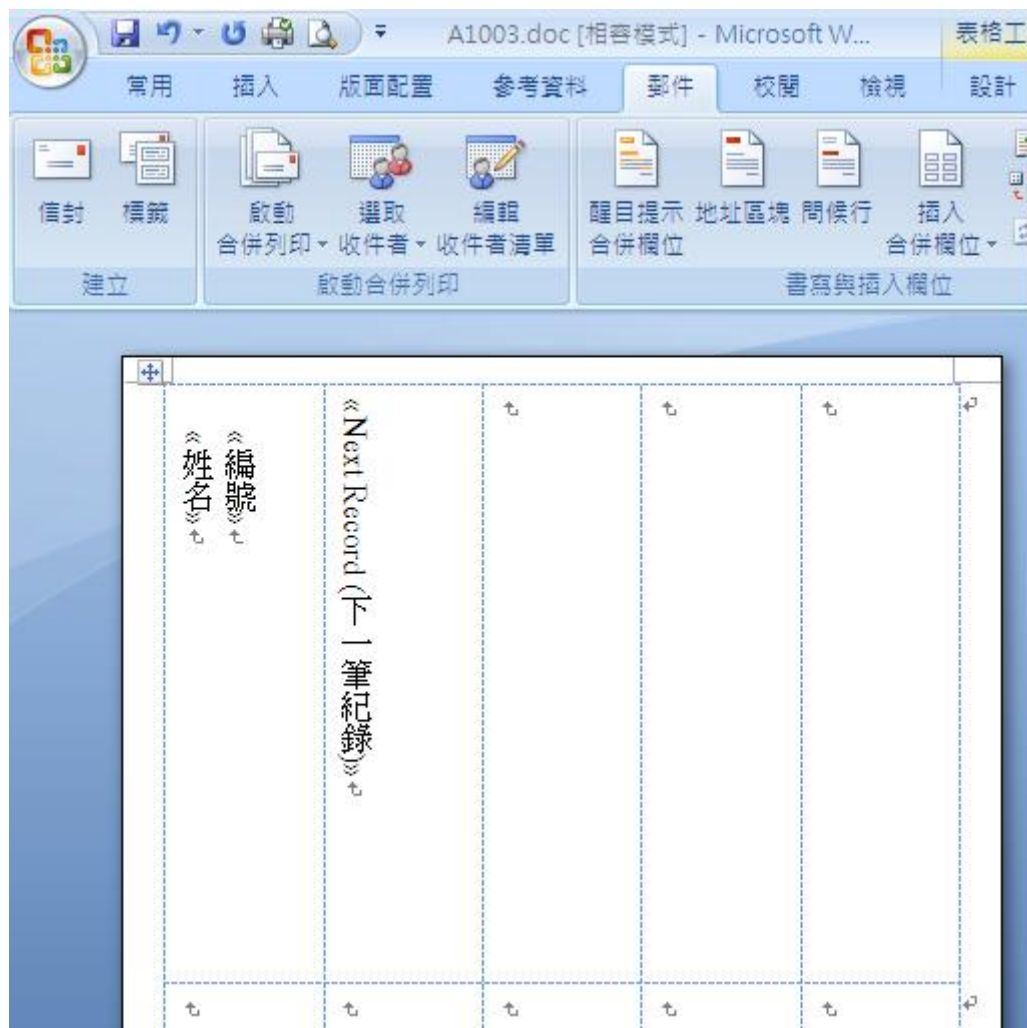 A1003.doc [相容模式] - Microsoft W...
表格工
常用 插入 版面配置 參考資料 郵件 校閱 檢視 設計
信封 標籤
啟動
合併列印
選取
收件者
編輯
收件者清單
醒目提示
合併欄位
地址區塊 問候行
插入
合併欄位
建立 啟動合併列印 書寫與插入欄位
«編號»
«姓名»
«Next Record (下一筆紀錄)»